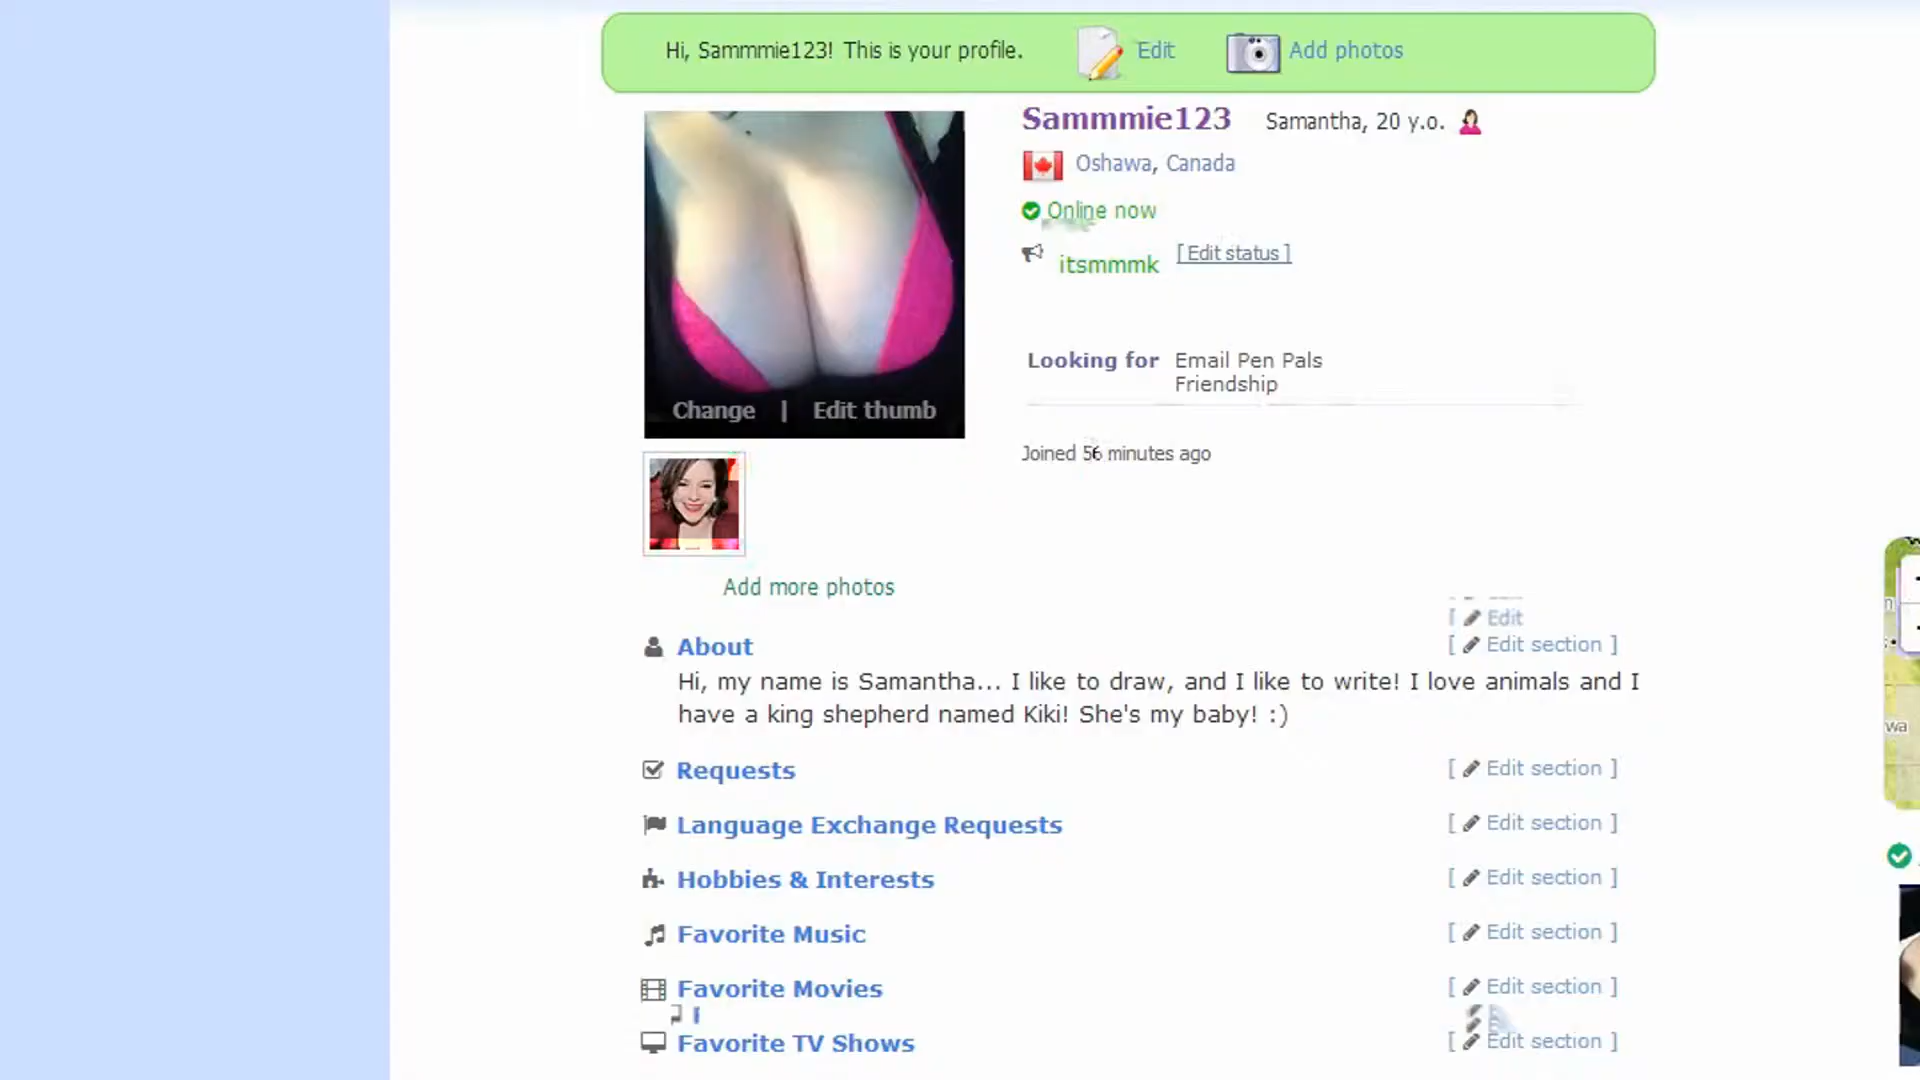 Hi, Sammmie123! This is your profile. Edit Add photos
Sammmie123 Samantha, 20 y.o.
Oshawa, Canada
Online now
itsmmmk [ Edit status ]
Change | Edit thumb
Looking for Email Pen Pals
Friendship
Joined 56 minutes ago
Add more photos
[ Edit
About [ Edit section ]
Hi, my name is Samantha... I like to draw, and I like to write! I love animals and I
have a king shepherd named Kiki! She's my baby! :)
Requests [ Edit section ]
Language Exchange Requests [ Edit section ]
Hobbies & Interests [ Edit section ]
Favorite Music [ Edit section ]
Favorite Movies [ Edit section ]
Favorite TV Shows [ Edit section ]
wa